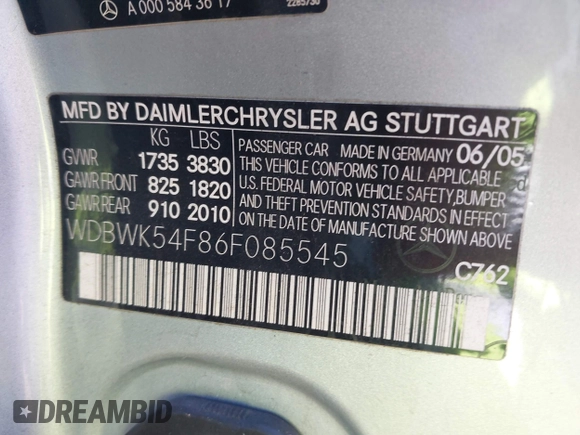 A 000 584 36 17
2285730
MFD BY DAIMLERCHRYSLER AG STUTTGART
KG LBS
GVWR 1735 3830
GAWR FRONT 825 1820
GAWR REAR 910 2010
PASSENGER CAR MADE IN GERMANY 06/05
THIS VEHICLE CONFORMS TO ALL APPLICABLE
U.S. FEDERAL MOTOR VEHICLE SAFETY, BUMPER
AND THEFT PREVENTION STANDARDS IN EFFECT
ON THE DATE OF MANUFACTURE SHOWN ABOVE.
WDBWK54F86F085545
C762
DREAMBID